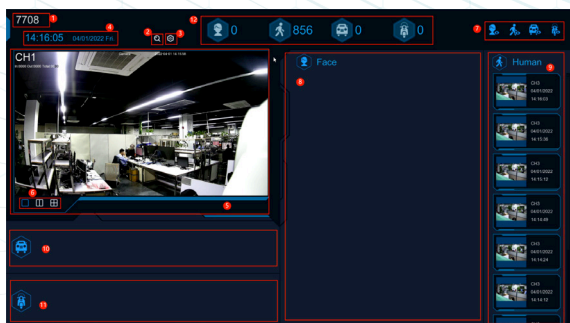 7708 1
4
14:16:05 04/01/2022 Fri.
2 3
12
0 856 0 0
7
CH1
6
5
8
Face
9
Human
CH3
04/01/2022
14:16:03
CH3
04/01/2022
14:15:35
CH3
04/01/2022
14:15:12
CH3
04/01/2022
14:14:49
CH3
04/01/2022
14:14:24
CH3
04/01/2022
14:14:12
CH3
10
11